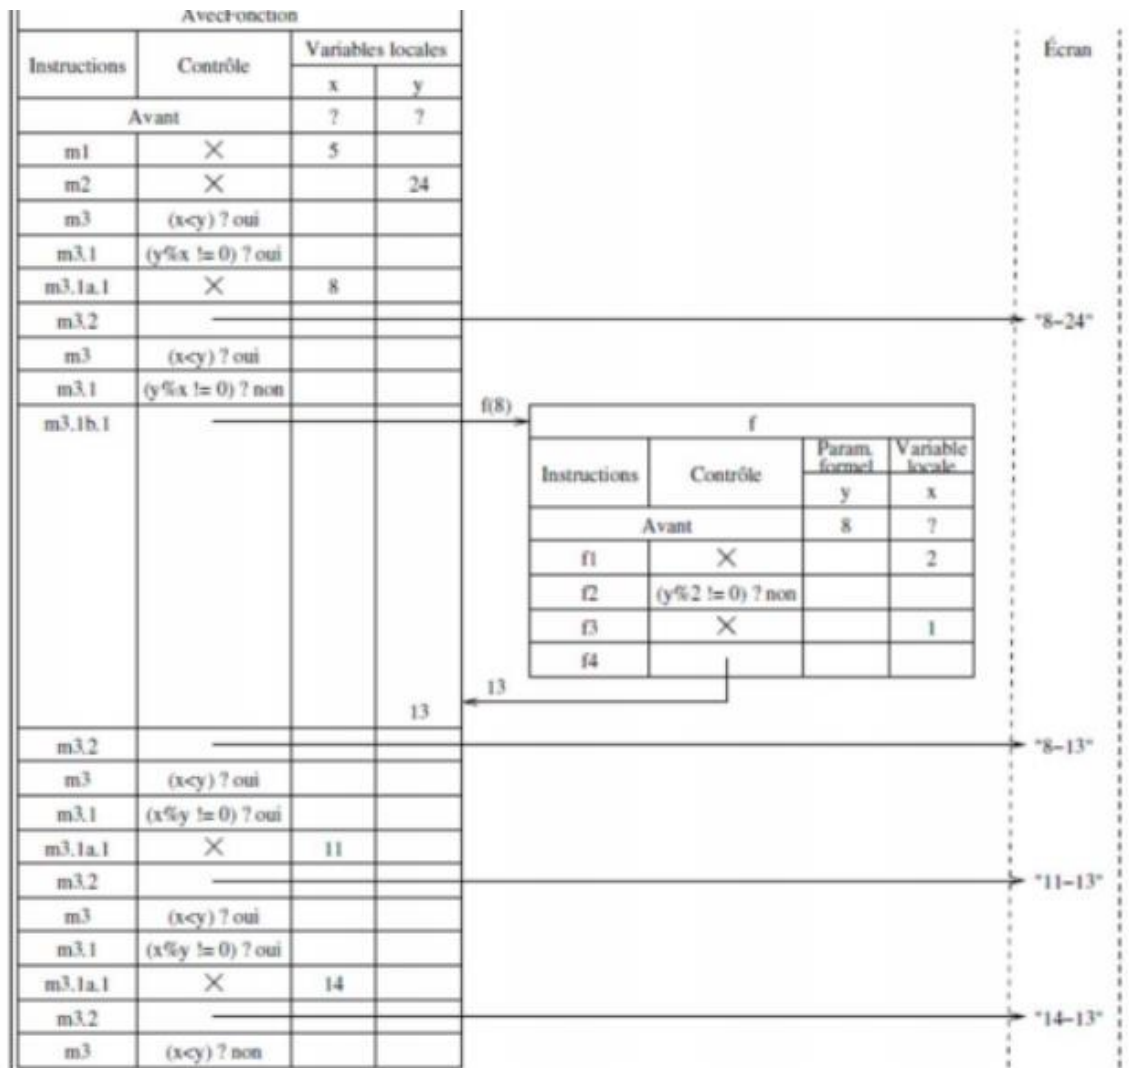 AvecFonction
Écran
Instructions Contrôle Variables locales
x y
Avant ? ?
m1 × 5
m2 × 24
m3 (x<y) ? oui
m3.1 (y%x != 0) ? oui
m3.1a.1 × 8
m3.2 "8–24"
m3 (x<y) ? oui
m3.1 (y%x != 0) ? non
m3.1b.1 f(8)
f
Instructions Contrôle Param. formel Variable locale
y x
Avant 8 ?
f1 × 2
f2 (y%2 != 0) ? non
f3 × 1
f4
13
13
m3.2 "8–13"
m3 (x<y) ? oui
m3.1 (x%y != 0) ? oui
m3.1a.1 × 11
m3.2 "11–13"
m3 (x<y) ? oui
m3.1 (x%y != 0) ? oui
m3.1a.1 × 14
m3.2 "14–13"
m3 (x<y) ? non